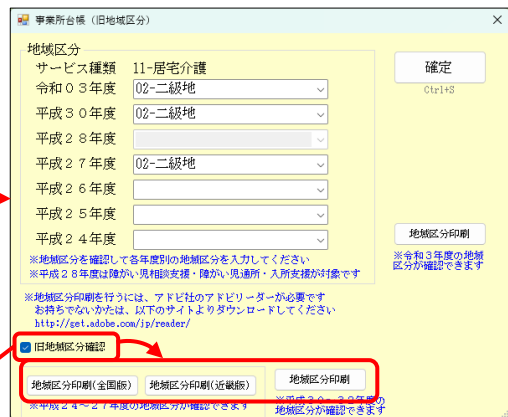 事業所台帳（旧地域区分）
地域区分
サービス種類 11-居宅介護
令和０３年度 02-二級地
平成３０年度 02-二級地
平成２８年度
平成２７年度 02-二級地
平成２６年度
平成２５年度
平成２４年度
※地域区分を確認して各年度別の地域区分を入力してください
※平成２８年度は障がい児相談支援・障がい児通所・入所支援が対象です
確定
Ctrl+S
地域区分印刷
※令和３年度の地域
区分が確認できます
※地域区分印刷を行うには、アドビ社のアドビリーダーが必要です
お持ちでないかたは、以下のサイトよりダウンロードしてください
http://get.adobe.com/jp/reader/
旧地域区分確認
地域区分印刷(全国版) 地域区分印刷(近畿版) 地域区分印刷
※平成２４～２７年度の地域区分が確認できます
※平成３０～３２年度の
地域区分が確認できます